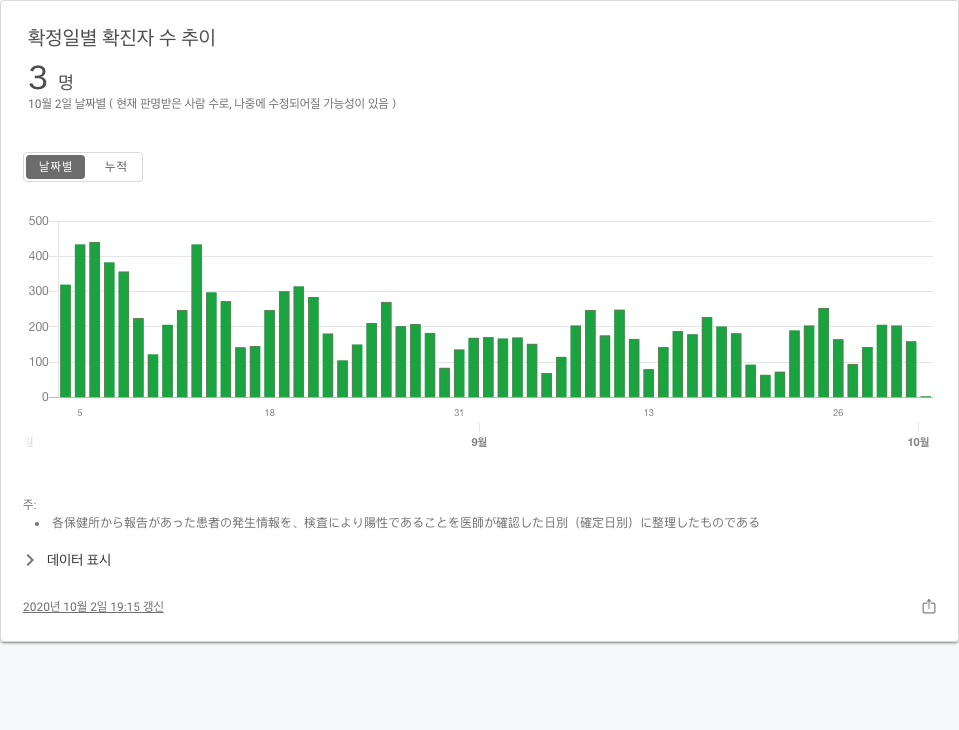 확정일별 확진자 수 추이
3 명
10월 2일 날짜별 ( 현재 판명받은 사람 수로, 나중에 수정되어질 가능성이 있음 )
날짜별 누적
500
400
300
200
100
0
5 18 31 13 26
월 9월 10월
주:
• 各保健所から報告があった患者の発生情報を、検査により陽性であることを医師が確認した日別（確定日別）に整理したものである
데이터 표시
2020년 10월 2일 19:15 갱신